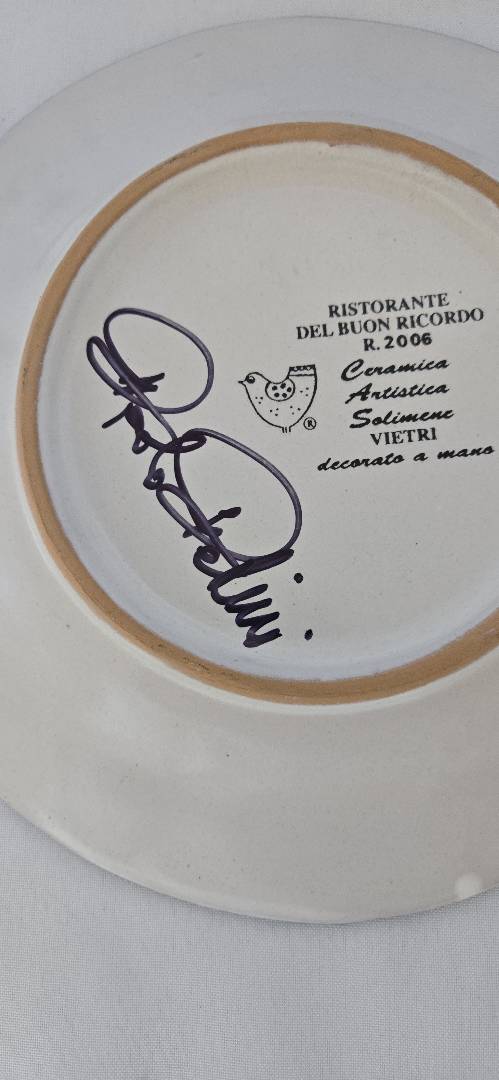 RISTORANTE
DEL BUON RICORDO
R. 2006
Ceramica
Artistica
Solimene
®
VIETRI
decorato a mano